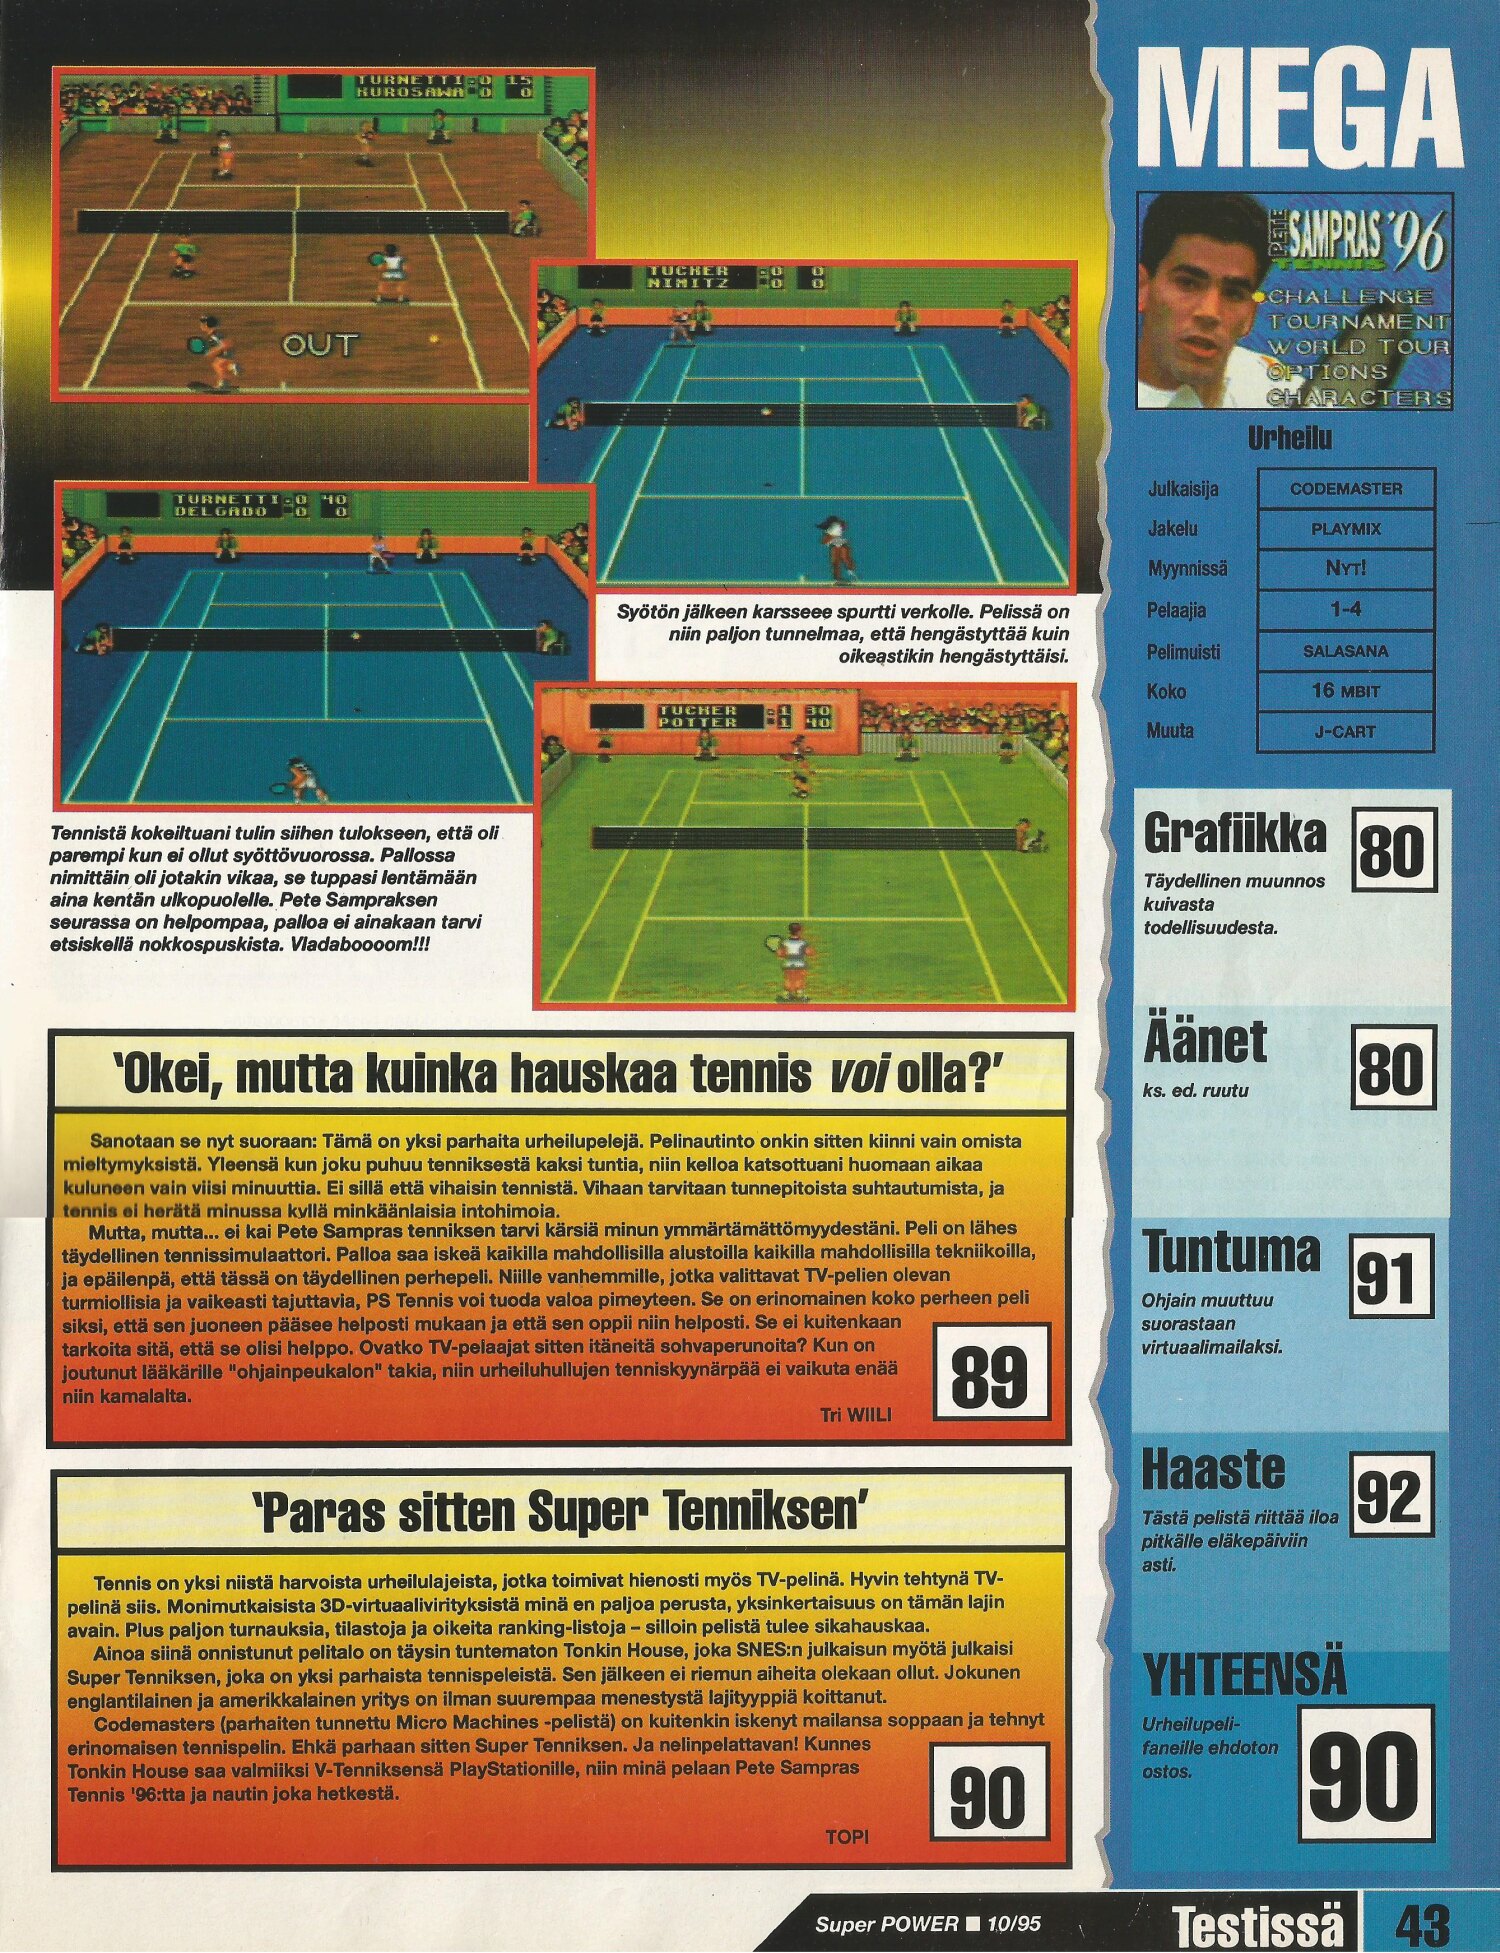 TURNETTI 0 15
KUROSAWA 0 0
OUT
TUCKER 0 0
NIMITZ 0 0
TURNETTI 0 40
DELGADO 0 0
Syötön jälkeen karsseee spurtti verkolle. Pelissä on
niin paljon tunnelmaa, että hengästyttää kuin
oikeastikin hengästyttäisi.
TUCKER 1 30
POTTER 1 40
Tennistä kokeiltuani tulin siihen tulokseen, että oli
parempi kun ei ollut syöttövuorossa. Pallossa
nimittäin oli jotakin vikaa, se tuppasi lentämään
aina kentän ulkopuolelle. Pete Sampraksen
seurassa on helpompaa, palloa ei ainakaan tarvi
etsiskellä nokkospuskista. Vladaboooom!!!
'Okei, mutta kuinka hauskaa tennis voi olla?'
Sanotaan se nyt suoraan: Tämä on yksi parhaita urheilupelejä. Pelinautinto onkin sitten kiinni vain omista
mieltymyksistä. Yleensä kun joku puhuu tenniksestä kaksi tuntia, niin kelloa katsottuani huomaan aikaa
kuluneen vain viisi minuuttia. Ei sillä että vihaisin tennistä. Vihaan tarvitaan tunnepitoista suhtautumista, ja
tennis ei herätä minussa kyllä minkäänlaisia intohimoja.
Mutta, mutta... ei kai Pete Sampras tenniksen tarvi kärsiä minun ymmärtämättömyydestäni. Peli on lähes
täydellinen tennissimulaattori. Palloa saa iskeä kaikilla mahdollisilla alustoilla kaikilla mahdollisilla tekniikoilla,
ja epäilenpä, että tässä on täydellinen perhepeli. Niille vanhemmille, jotka valittavat TV-pelien olevan
turmiollisia ja vaikeasti tajuttavia, PS Tennis voi tuoda valoa pimeyteen. Se on erinomainen koko perheen peli
siksi, että sen juoneen pääsee helposti mukaan ja että sen oppii niin helposti. Se ei kuitenkaan
tarkoita sitä, että se olisi helppo. Ovatko TV-pelaajat sitten itäneitä sohvaperunoita? Kun on
joutunut lääkärille "ohjainpeukalon" takia, niin urheiluhullujen tenniskyynärpää ei vaikuta enää
niin kamalalta.
Tri WIILI
89
'Paras sitten Super Tenniksen'
Tennis on yksi niistä harvoista urheilulajeista, jotka toimivat hienosti myös TV-pelinä. Hyvin tehtynä TV-
pelinä siis. Monimutkaisista 3D-virtuaalivirityksistä minä en paljoa perusta, yksinkertaisuus on tämän lajin
avain. Plus paljon turnauksia, tilastoja ja oikeita ranking-listoja – silloin pelistä tulee sikahauskaa.
Ainoa siinä onnistunut pelitalo on täysin tuntematon Tonkin House, joka SNES:n julkaisun myötä julkaisi
Super Tenniksen, joka on yksi parhaista tennispeleistä. Sen jälkeen ei riemun aiheita olekaan ollut. Jokunen
englantilainen ja amerikkalainen yritys on ilman suurempaa menestystä lajityyppiä koittanut.
Codemasters (parhaiten tunnettu Micro Machines -pelistä) on kuitenkin iskenyt mailansa soppaan ja tehnyt
erinomaisen tennispelin. Ehkä parhaan sitten Super Tenniksen. Ja nelinpelattavan! Kunnes
Tonkin House saa valmiiksi V-Tenniksensä PlayStationille, niin minä pelaan Pete Sampras
Tennis '96:tta ja nautin joka hetkestä.
TOPI
90
MEGA
PETE SAMPRAS '96
TENNIS
CHALLENGE
TOURNAMENT
WORLD TOUR
OPTIONS
CHARACTERS
Urheilu
Julkaisija CODEMASTER
Jakelu PLAYMIX
Myynnissä NYT!
Pelaajia 1-4
Pelimuisti SALASANA
Koko 16 MBIT
Muuta J-CART
Grafiikka 80
Täydellinen muunnos
kuivasta
todellisuudesta.
Äänet 80
ks. ed. ruutu
Tuntuma 91
Ohjain muuttuu
suorastaan
virtuaalimailaksi.
Haaste 92
Tästä pelistä riittää iloa
pitkälle eläkepäiviin
asti.
YHTEENSÄ
Urheilupeli-
faneille ehdoton
ostos.
90
Super POWER ■ 10/95
Testissä 43